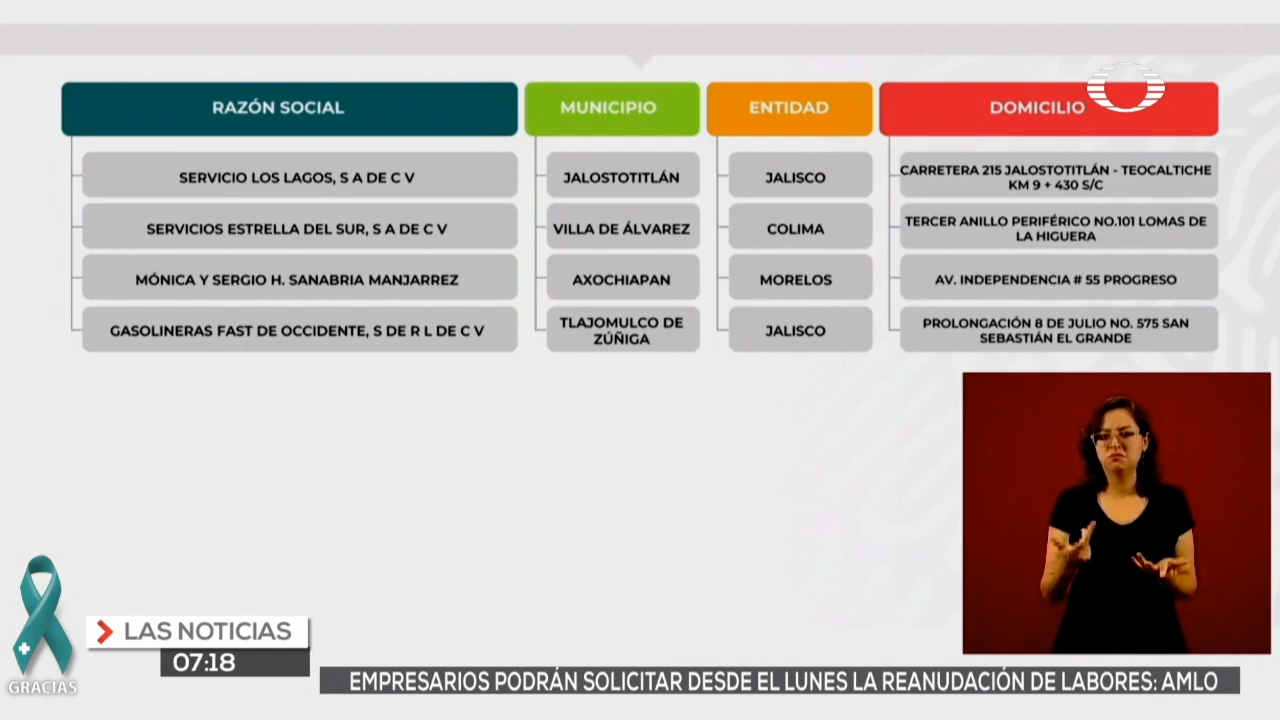 RAZÓN SOCIAL
MUNICIPIO
ENTIDAD
DOMICILIO
SERVICIO LOS LAGOS, S A DE C V
JALOSTOTITLÁN
JALISCO
CARRETERA 215 JALOSTOTITLÁN - TEOCALTICHE
KM 9 + 430 S/C
SERVICIOS ESTRELLA DEL SUR, S A DE C V
VILLA DE ÁLVAREZ
COLIMA
TERCER ANILLO PERIFÉRICO NO.101 LOMAS DE
LA HIGUERA
MÓNICA Y SERGIO H. SANABRIA MANJARREZ
AXOCHIAPAN
MORELOS
AV. INDEPENDENCIA # 55 PROGRESO
GASOLINERAS FAST DE OCCIDENTE, S DE R L DE C V
TLAJOMULCO DE
ZÚÑIGA
JALISCO
PROLONGACIÓN 8 DE JULIO NO. 575 SAN
SEBASTIÁN EL GRANDE
LAS NOTICIAS
07:18
GRACIAS
EMPRESARIOS PODRÁN SOLICITAR DESDE EL LUNES LA REANUDACIÓN DE LABORES: AMLO